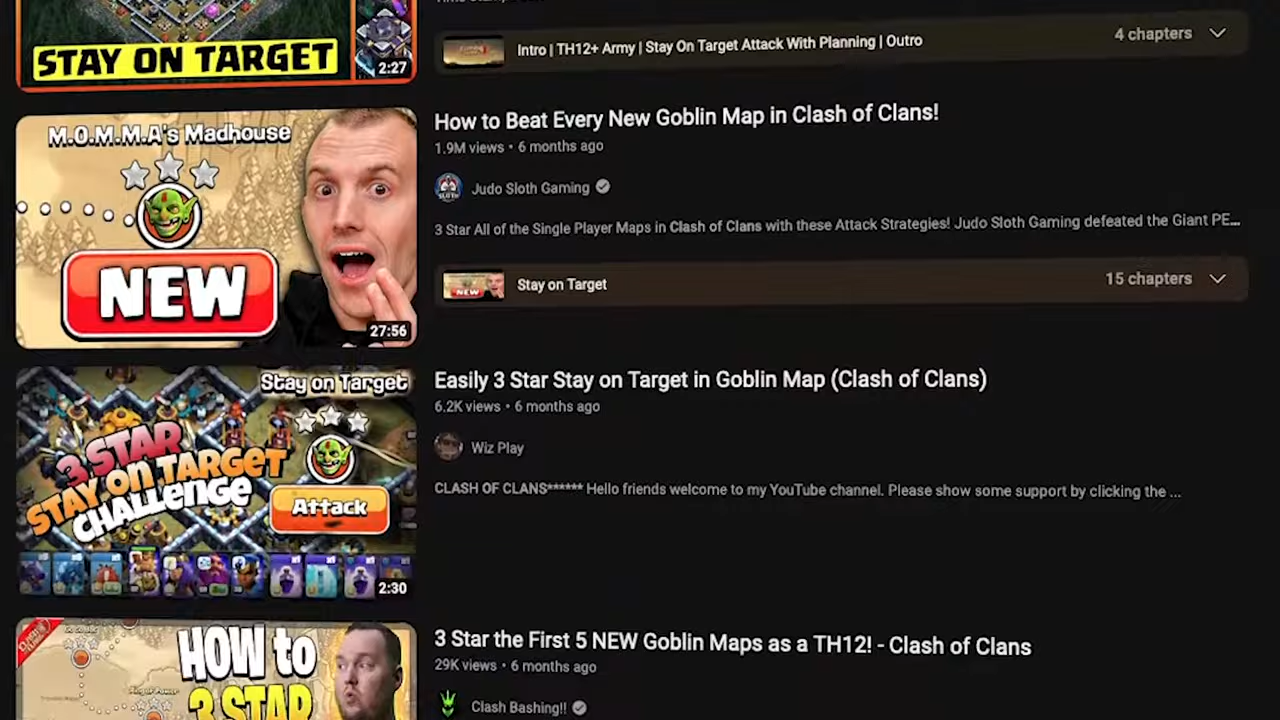 STAY ON TARGET
2:27
Intro | TH12+ Army | Stay On Target Attack With Planning | Outro
4 chapters
M.O.M.M.A's Madhouse
NEW
27:56
How to Beat Every New Goblin Map in Clash of Clans!
1.9M views • 6 months ago
Judo Sloth Gaming
3 Star All of the Single Player Maps in Clash of Clans with these Attack Strategies! Judo Sloth Gaming defeated the Giant PE...
NEW
Stay on Target
15 chapters
Stay on Target
3 STAR
STAY ON TARGET
CHALLENGE
Attack
2:30
Easily 3 Star Stay on Target in Goblin Map (Clash of Clans)
6.2K views • 6 months ago
Wiz Play
CLASH OF CLANS****** Hello friends welcome to my YouTube channel. Please show some support by clicking the ...
HOW to
3 STAR
3 Star the First 5 NEW Goblin Maps as a TH12! - Clash of Clans
29K views • 6 months ago
Clash Bashing!!